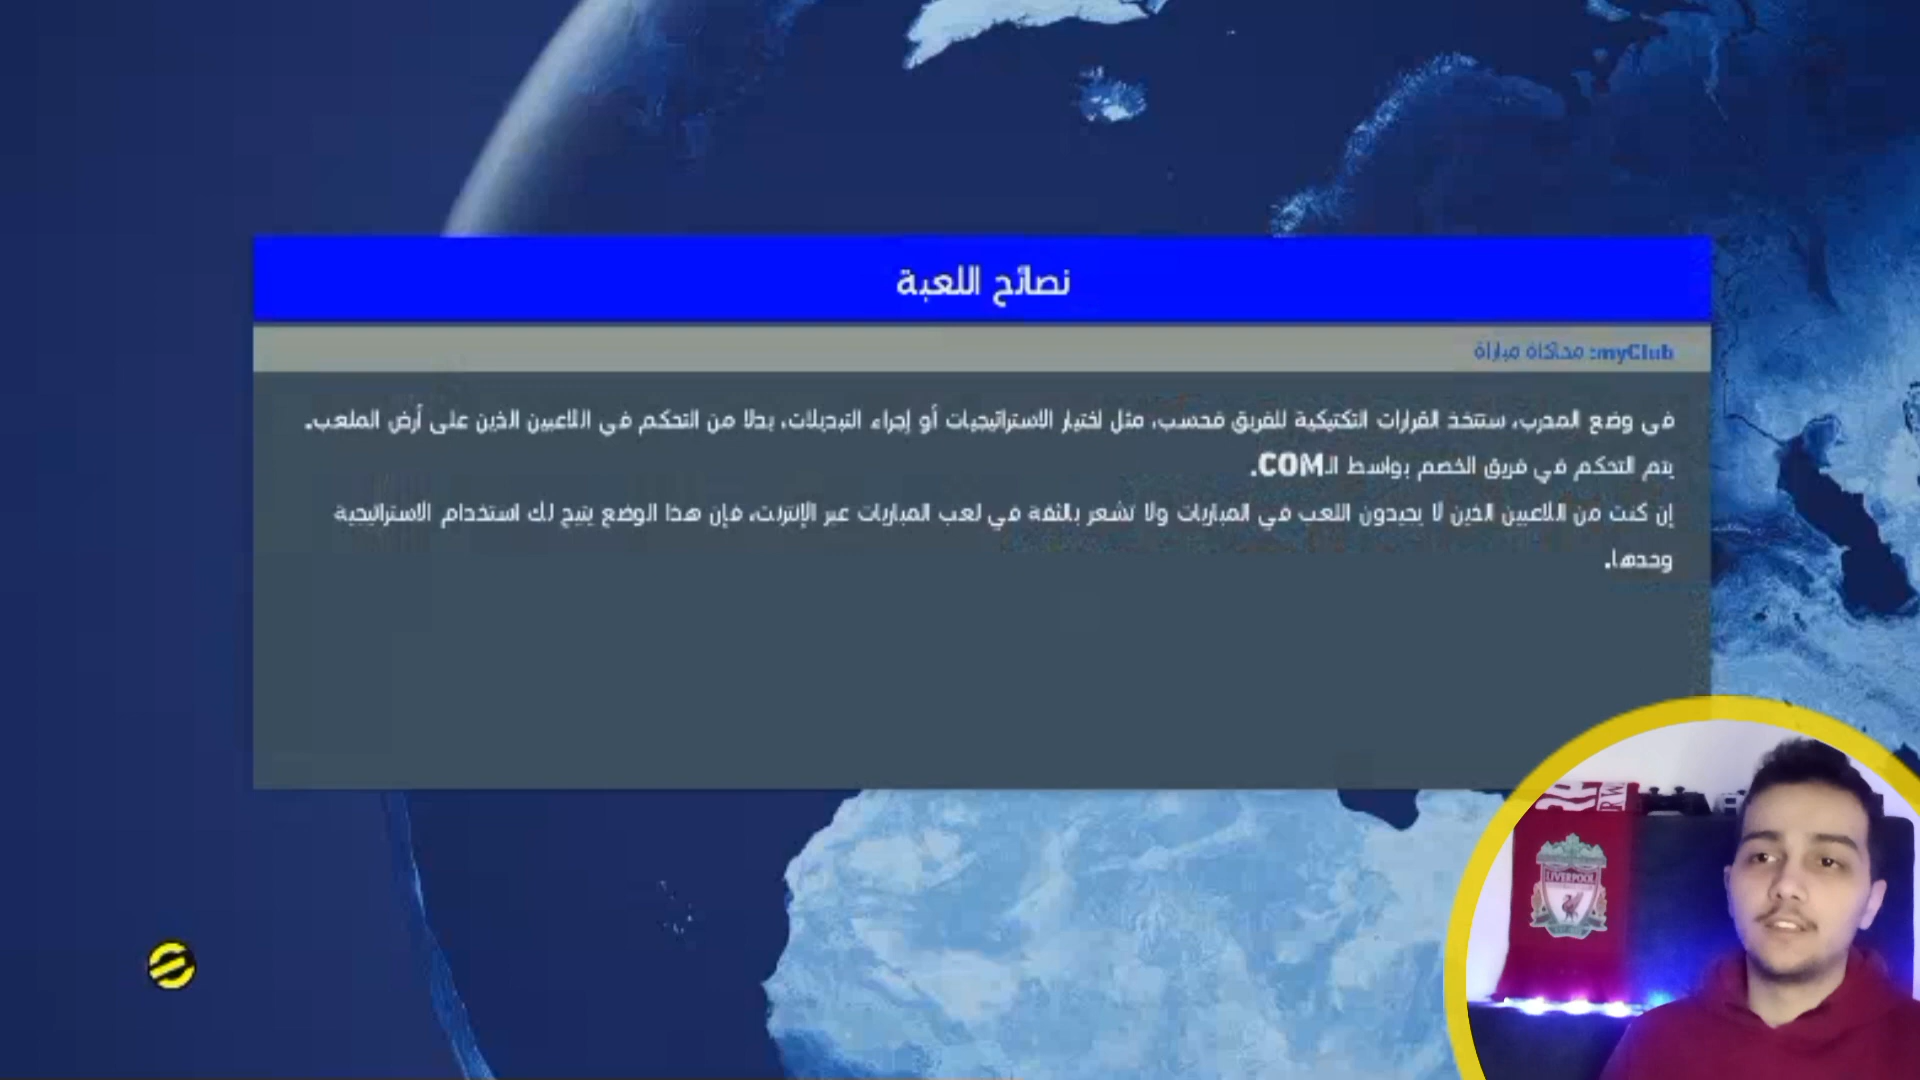 نصائح اللعبة
myClub: محاكاة مباراة
في وضع المدرب، ستتخذ القرارات التكتيكية للفريق فحسب، مثل اختيار الاستراتيجيات أو إجراء التبديلات، بدلا من التحكم في اللاعبين الذين على أرض الملعب.
يتم التحكم في فريق الخصم بواسط الـCOM.
إن كنت من اللاعبين الذين لا يجيدون اللعب في المباريات ولا تشعر بالثقة في لعب المباريات عبر الإنترنت، فإن هذا الوضع يتيح لك استخدام الاستراتيجية
وحدها.
LIVERPOOL